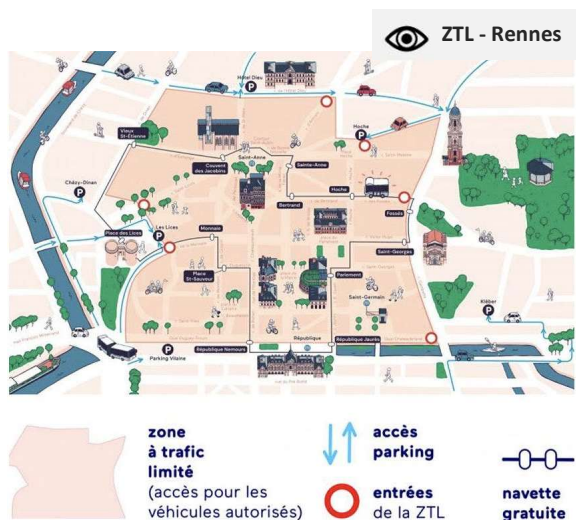 ZTL - Rennes
Hôtel Dieu
P
Hoche
P
Vieux
St-Étienne
Couvent
des Jacobins
Saint-Anne
Sainte-Anne
Chézy-Dinan
P
Hoche
Bertrand
Les Lices
P
Fossés
Place des Lices
Monnaie
Saint-Georges
Place
St-Sauveur
Parlement
Saint-Germain
Kléber
P
République Nemours
République
République Jaurès
P
Parking Vilaine
zone
à trafic
limité
(accès pour les
véhicules autorisés)
accès
parking
entrées
de la ZTL
navette
gratuite